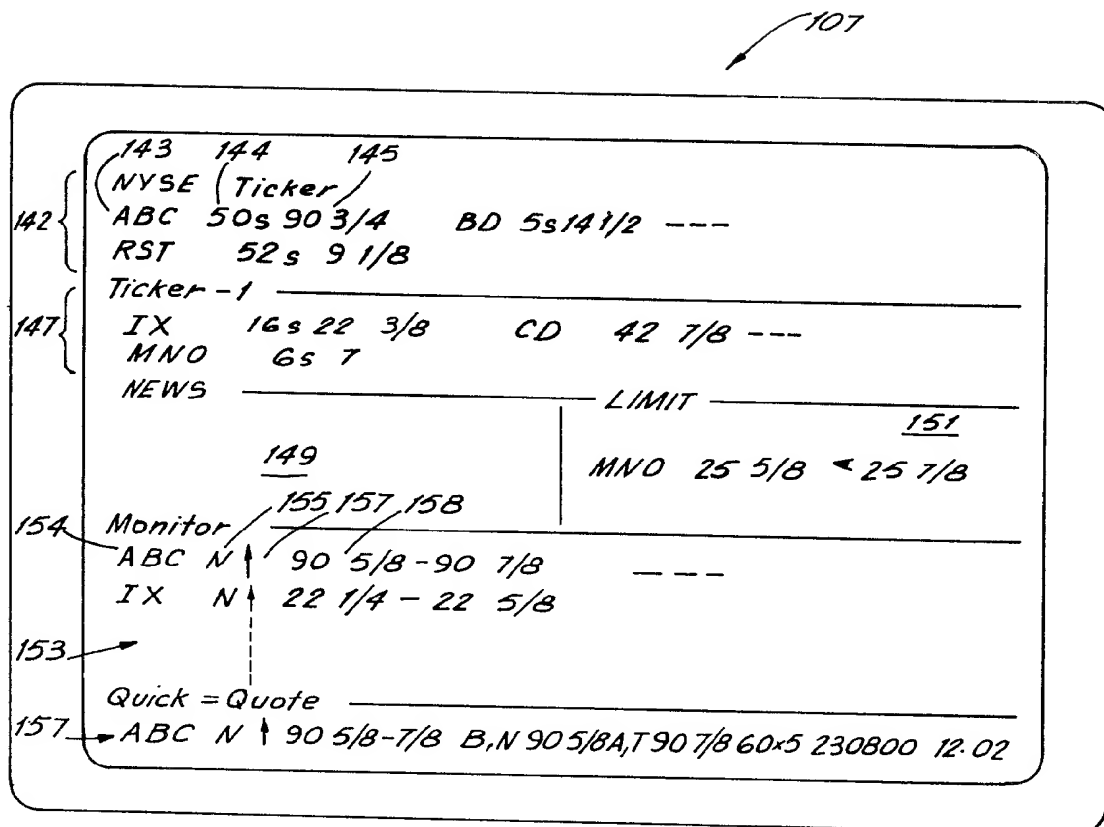 107
143 144 145
NYSE Ticker
142 ABC 50s 90 3/4 BD 5s 14 1/2 ---
RST 52s 9 1/8
Ticker-1
147 IX 16s 22 3/8 CD 42 7/8 ---
MNO 6s 7
NEWS LIMIT
151
149 MNO 25 5/8 < 25 7/8
155 157 158
154 Monitor
ABC N ↑ 90 5/8-90 7/8 ---
IX N ↑ 22 1/4 - 22 5/8
153
Quick=Quote
157 ABC N ↑ 90 5/8-7/8 B,N 90 5/8A,T 90 7/8 60x5 230800 12.02